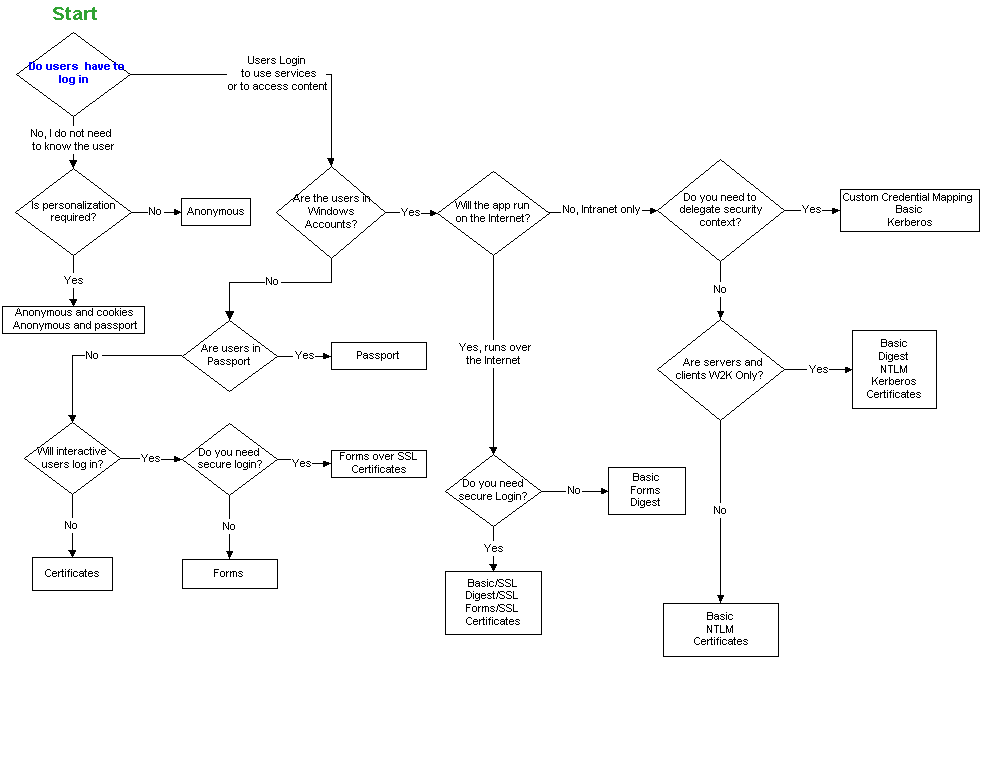 Start
Do users have to
log in
Users Login
to use services
or to access content
No, I do not need
to know the user
Is personalization
required?
No
Anonymous
Yes
Anonymous and cookies
Anonymous and passport
Are the users in
Windows
Accounts?
Yes
Will the app run
on the Internet?
No, Intranet only
Do you need to
delegate security
context?
Yes
Custom Credential Mapping
Basic
Kerberos
No
Are users in
Passport
Yes
Passport
No
Will interactive
users log in?
Yes
Do you need
secure login?
Yes
Forms over SSL
Certificates
No
Certificates
No
Forms
Yes, runs over
the Internet
Do you need
secure Login?
No
Basic
Forms
Digest
Yes
Basic/SSL
Digest/SSL
Forms/SSL
Certificates
No
Are servers and
clients W2K Only?
Yes
Basic
Digest
NTLM
Kerberos
Certificates
No
Basic
NTLM
Certificates